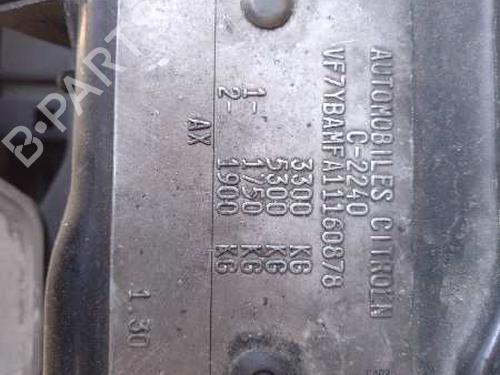 AUTOMOBILES CITROEN
C-2240
VF7YBAMFA11160878
3300 KG
5300 KG
1- 1750 KG
2- 1900 KG
AX
1.30
B-PARTS